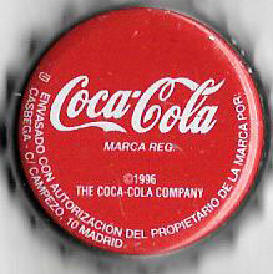 Coca-Cola
MARCA REG.
©1996
THE COCA-COLA COMPANY
ENVASADO CON AUTORIZACIÓN DEL PROPIETARIO DE LA MARCA POR:
CASBEGA. C/ CAMPEZO, 10 MADRID.